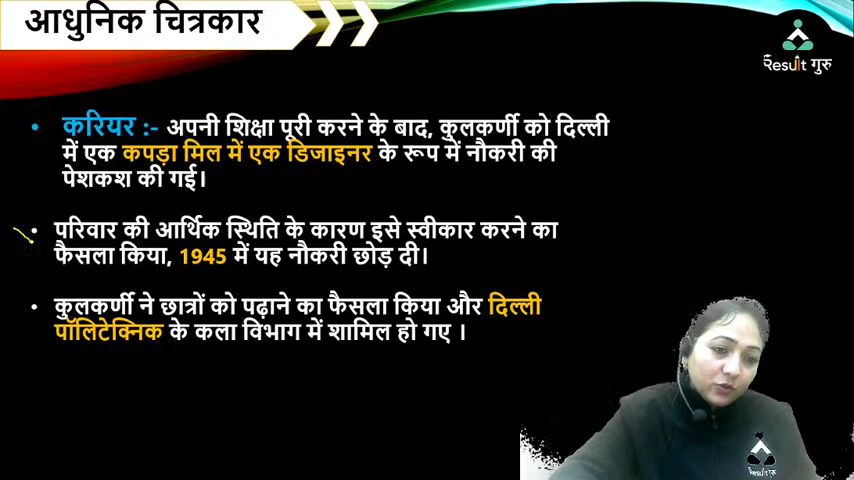 आधुनिक चित्रकार
Result गुरु
• करियर :- अपनी शिक्षा पूरी करने के बाद, कुलकर्णी को दिल्ली
में एक कपड़ा मिल में एक डिजाइनर के रूप में नौकरी की
पेशकश की गई।
• परिवार की आर्थिक स्थिति के कारण इसे स्वीकार करने का
फैसला किया, 1945 में यह नौकरी छोड़ दी।
• कुलकर्णी ने छात्रों को पढ़ाने का फैसला किया और दिल्ली
पॉलिटेक्निक के कला विभाग में शामिल हो गए ।
Result गुरु